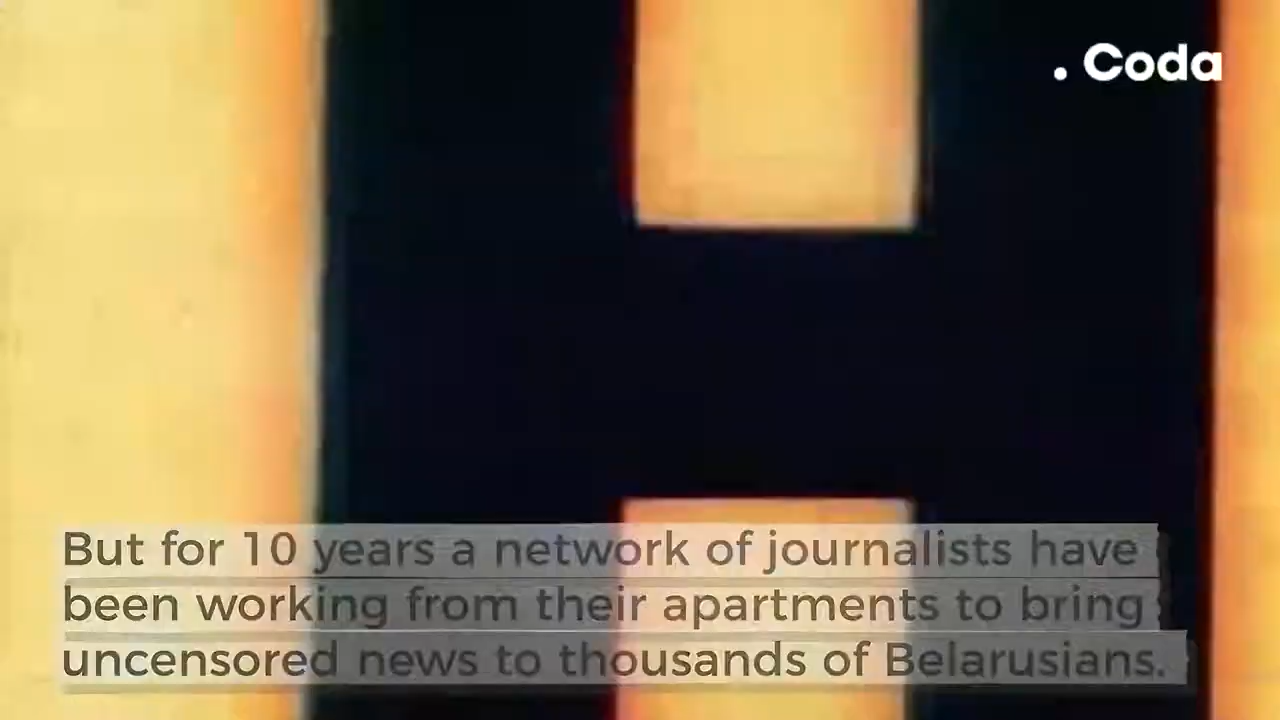 . Coda
But for 10 years a network of journalists have
been working from their apartments to bring
uncensored news to thousands of Belarusians.